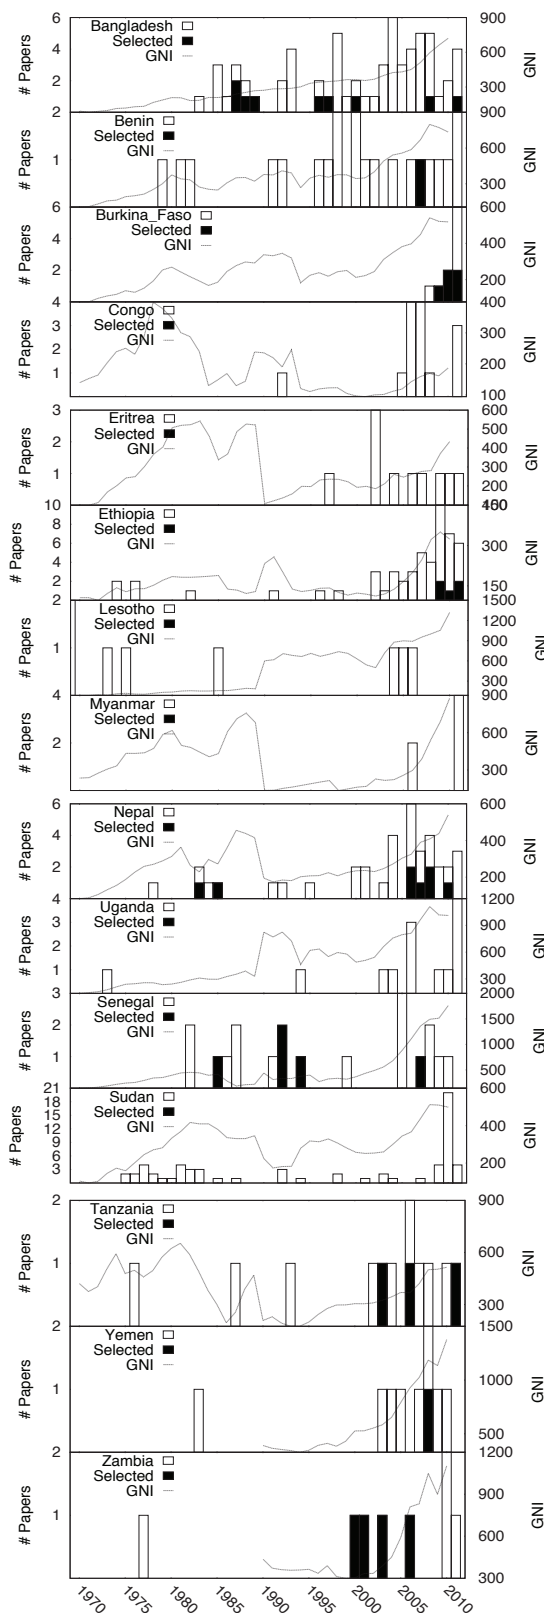 6 900
Bangladesh
Selected
GNI
# Papers
4
2
600
300
GNI
2 900
Benin
Selected
GNI
# Papers
1
600
300
GNI
6 600
Burkina_Faso
Selected
GNI
# Papers
4
2
400
200
GNI
4 400
Congo
Selected
GNI
# Papers
3
2
1
300
200
100
GNI
3 600
Eritrea
Selected
GNI
# Papers
2
1
500
400
300
200
100
GNI
10 450
Ethiopia
Selected
GNI
# Papers
8
6
4
2
300
150
GNI
2 1500
Lesotho
Selected
GNI
# Papers
1
1200
900
600
300
GNI
4 900
Myanmar
Selected
GNI
# Papers
2
600
300
GNI
6 600
Nepal
Selected
GNI
# Papers
4
2
400
200
GNI
4 1200
Uganda
Selected
GNI
# Papers
3
2
1
900
600
300
GNI
3 2000
Senegal
Selected
GNI
# Papers
2
1
1500
1000
500
GNI
21 600
Sudan
Selected
GNI
# Papers
18
15
12
9
6
3
400
200
GNI
2 900
Tanzania
Selected
GNI
# Papers
1
600
300
GNI
2 1500
Yemen
Selected
GNI
# Papers
1
1000
500
GNI
2 1200
Zambia
Selected
GNI
# Papers
1
900
600
300
GNI
1970 1975 1980 1985 1990 1995 2000 2005 2010